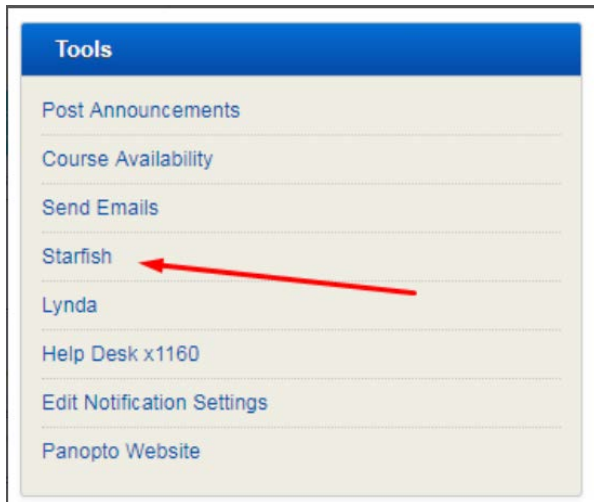 Tools
Post Announcements
Course Availability
Send Emails
Starfish
Lynda
Help Desk x1160
Edit Notification Settings
Panopto Website